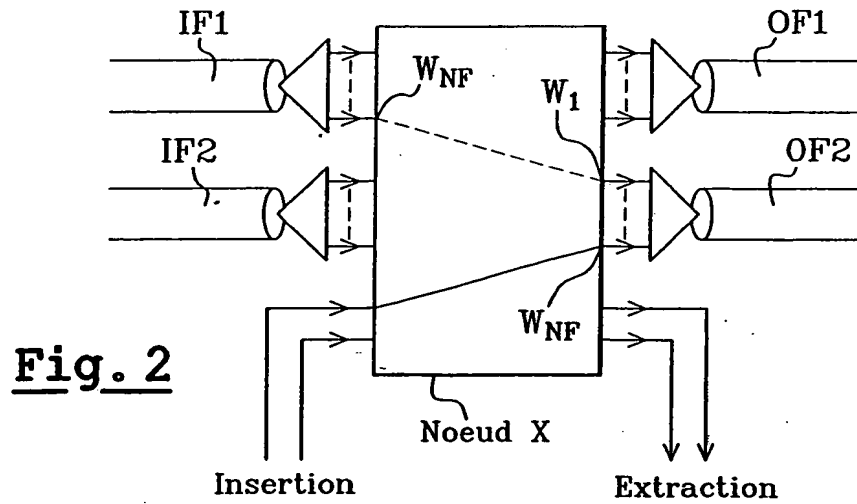 IF1
OF1
W_NF
W_1
IF2
OF2
W_NF
Fig. 2
Noeud X
Insertion
Extraction